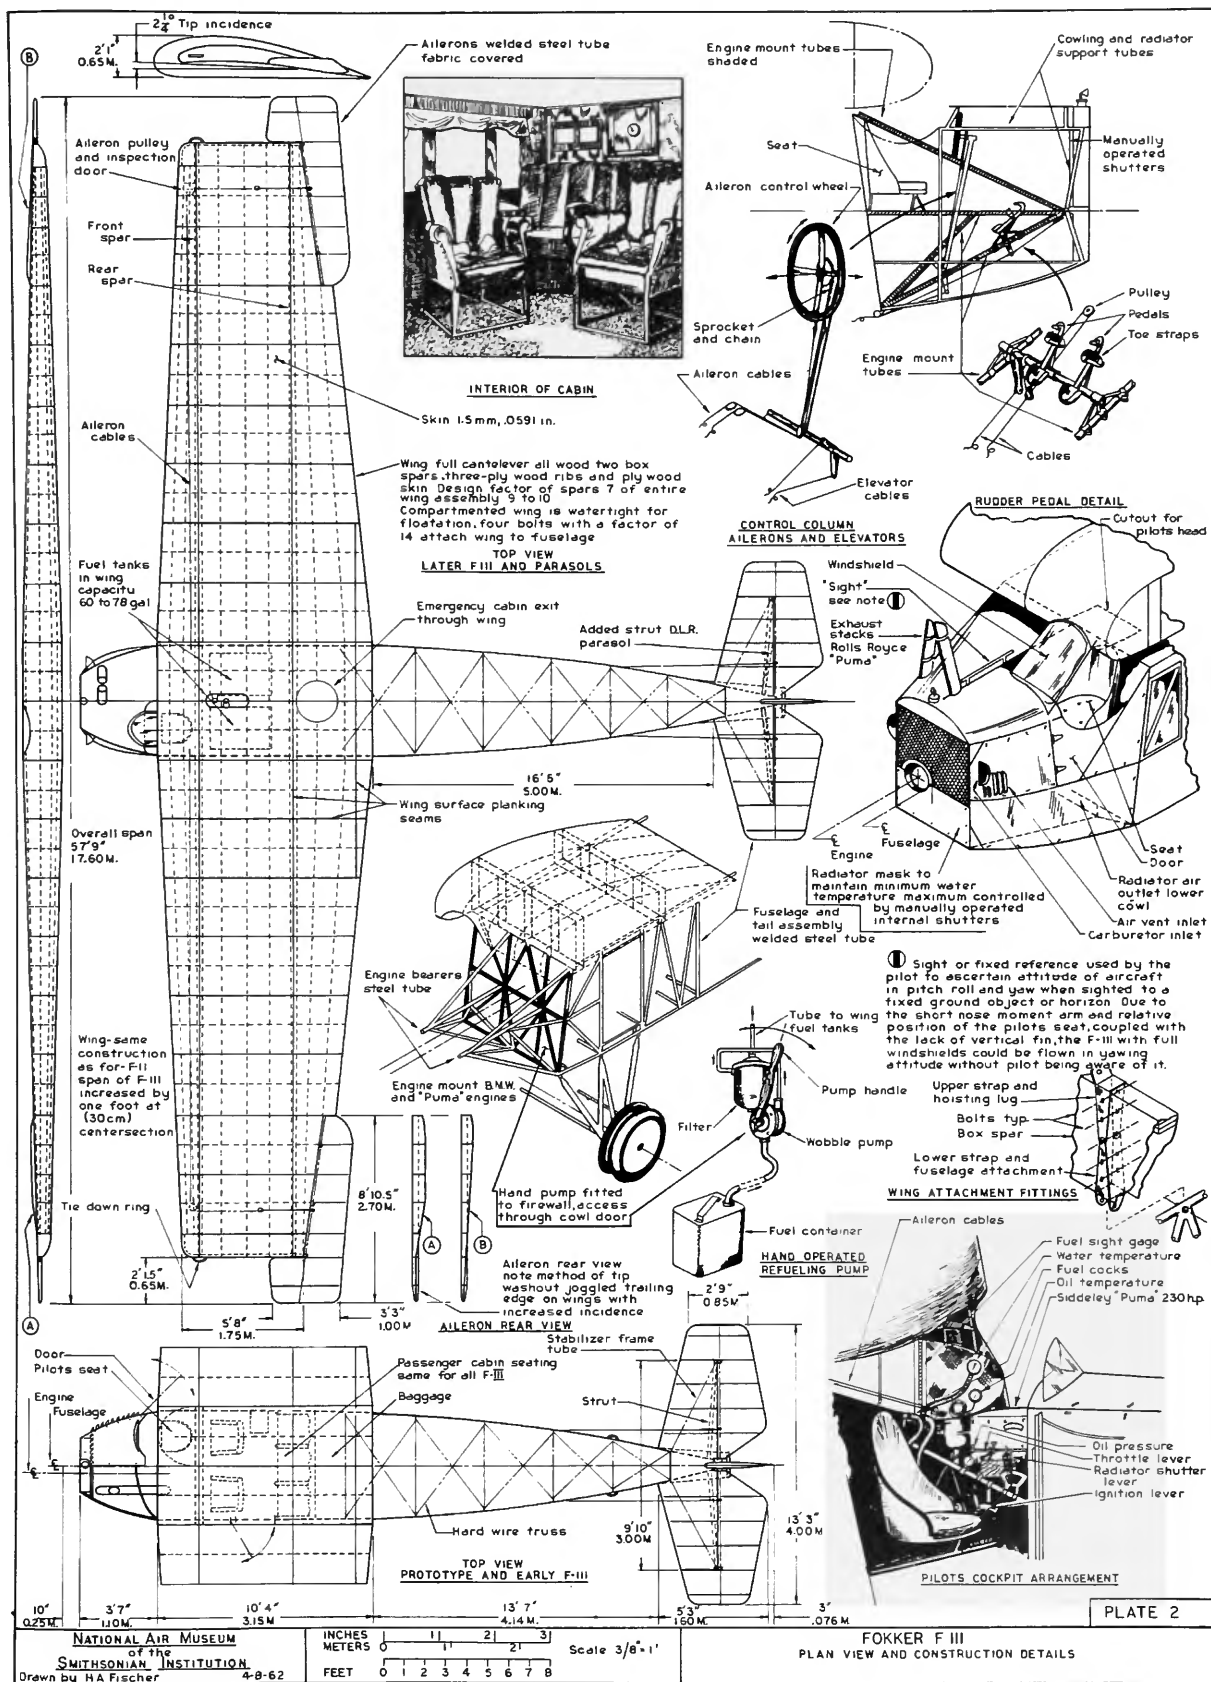 2¼° Tip incidence
2'1"
0.65M.
B
Ailerons welded steel tube
fabric covered
Engine mount tubes
shaded
Cowling and radiator
support tubes
Aileron pulley
and inspection
door
Seat
Manually
operated
shutters
Aileron control wheel
Front
spar
Rear
spar
Sprocket
and chain
Pulley
Pedals
Toe straps
Engine mount
tubes
INTERIOR OF CABIN
Aileron cables
Skin 1.5mm, .0591 in.
Aileron
cables
Cables
Wing full cantelever all wood two box
spars, three-ply wood ribs and ply wood
skin Design factor of spars 7 of entire
wing assembly 9 to 10
Compartmented wing is watertight for
floatation, four bolts with a factor of
14 attach wing to fuselage
Elevator
cables
RUDDER PEDAL DETAIL
TOP VIEW
LATER F III AND PARASOLS
CONTROL COLUMN
AILERONS AND ELEVATORS
Cutout for
pilots head
Windshield
Fuel tanks
in wing
capacitu
60 to 78 gal
"Sight"
see note
Emergency cabin exit
through wing
Added strut D.L.R.
parasol
Exhaust
stacks
Rolls Royce
"Puma"
16'5"
5.00M.
Wing surface planking
seams
Overall span
57'9"
17.60M.
℄
Engine
℄
Fuselage
Seat
Door
Radiator mask to
maintain minimum water
temperature maximum controlled
by manually operated
internal shutters
Radiator air
outlet lower
cowl
Air vent inlet
Carburetor inlet
Fuselage and
tail assembly
welded steel tube
Engine bearers
steel tube
Sight or fixed reference used by the
pilot to ascertain attitude of aircraft
in pitch roll and yaw when sighted to a
fixed ground object or horizon Due to
the short nose moment arm and relative
position of the pilots seat, coupled with
the lack of vertical fin, the F-III with full
windshields could be flown in yawing
attitude without pilot being aware of it.
Tube to wing
fuel tanks
Wing-same
construction
as for-F-II
span of F-III
increased by
one foot at
(30cm)
centersection
Engine mount B.M.W.
and "Puma" engines
Pump handle
Filter
Wobble pump
Upper strap and
hoisting lug
Bolts typ.
Box spar
Lower strap and
fuselage attachment
WING ATTACHMENT FITTINGS
8'10.5"
2.70M.
Tie down ring
A
B
Hand pump fitted
to firewall, access
through cowl door
Fuel container
HAND OPERATED
REFUELING PUMP
Aileron cables
Fuel sight gage
Water temperature
Fuel cocks
Oil temperature
Siddeley "Puma" 230 h.p.
2'1.5"
0.65M.
Aileron rear view
note method of tip
washout joggled trailing
edge on wings with
increased incidence
2'9"
0.85M
A
5'8"
1.75M.
3'3"
1.00M
AILERON REAR VIEW
Stabilizer frame
tube
Door
Pilots seat
Passenger cabin seating
same for all F-III
Engine
Fuselage
Baggage
Strut
℄
℄
Oil pressure
Throttle lever
Radiator shutter
lever
Ignition lever
9'10"
3.00M
13'3"
4.00M
Hard wire truss
TOP VIEW
PROTOTYPE AND EARLY F-III
PILOTS COCKPIT ARRANGEMENT
10"
0.25M.
3'7"
1.10M.
10'4"
3.15M.
13'7"
4.14M.
5'3"
1.60M
3"
.076M.
PLATE 2
NATIONAL AIR MUSEUM
of the
SMITHSONIAN INSTITUTION
Drawn by H.A Fischer 4-8-62
INCHES 1 2 3
METERS 0 1 2
FEET 0 1 2 3 4 5 6 7 8
Scale 3/8"=1'
FOKKER F III
PLAN VIEW AND CONSTRUCTION DETAILS